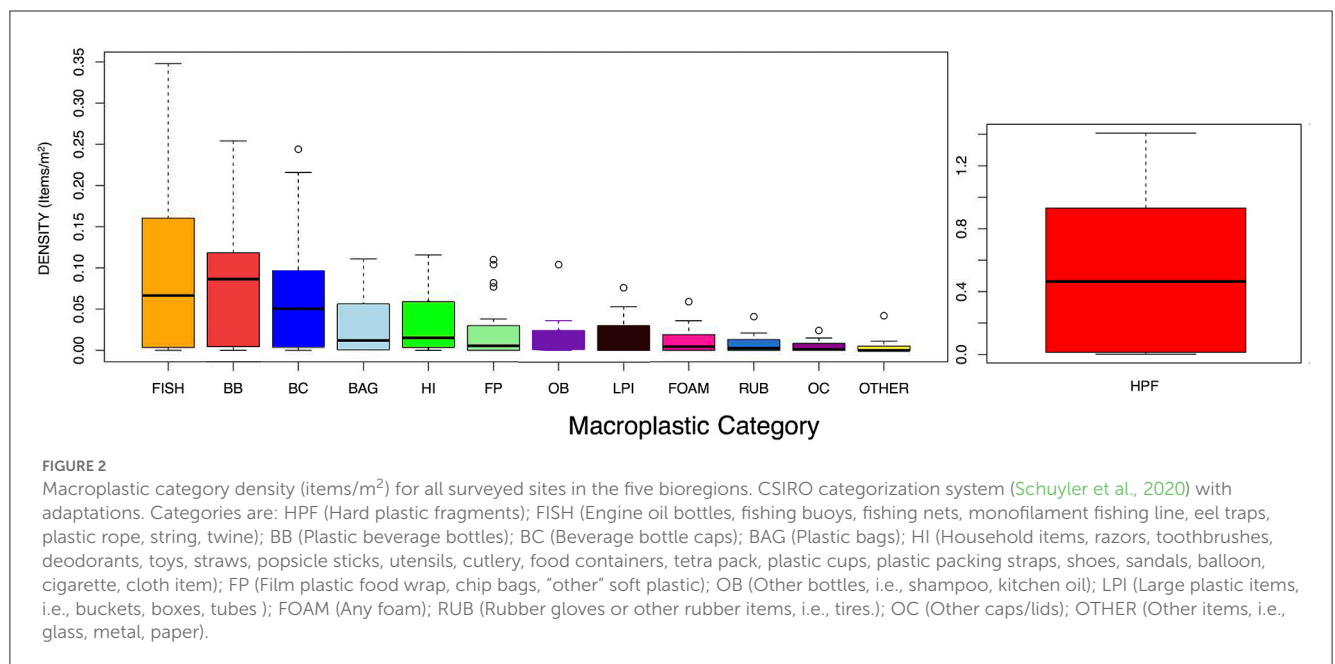 DENSITY (Items/m²)
0.35
0.30
0.25
0.20
0.15
0.10
0.05
0.00
FISH BB BC BAG HI FP OB LPI FOAM RUB OC OTHER
1.2
0.8
0.4
0.0
HPF
Macroplastic Category
FIGURE 2
Macroplastic category density (items/m²) for all surveyed sites in the five bioregions. CSIRO categorization system (Schuyler et al., 2020) with
adaptations. Categories are: HPF (Hard plastic fragments); FISH (Engine oil bottles, fishing buoys, fishing nets, monofilament fishing line, eel traps,
plastic rope, string, twine); BB (Plastic beverage bottles); BC (Beverage bottle caps); BAG (Plastic bags); HI (Household items, razors, toothbrushes,
deodorants, toys, straws, popsicle sticks, utensils, cutlery, food containers, tetra pack, plastic cups, plastic packing straps, shoes, sandals, balloon,
cigarette, cloth item); FP (Film plastic food wrap, chip bags, “other” soft plastic); OB (Other bottles, i.e., shampoo, kitchen oil); LPI (Large plastic items,
i.e., buckets, boxes, tubes ); FOAM (Any foam); RUB (Rubber gloves or other rubber items, i.e., tires.); OC (Other caps/lids); OTHER (Other items, i.e.,
glass, metal, paper).